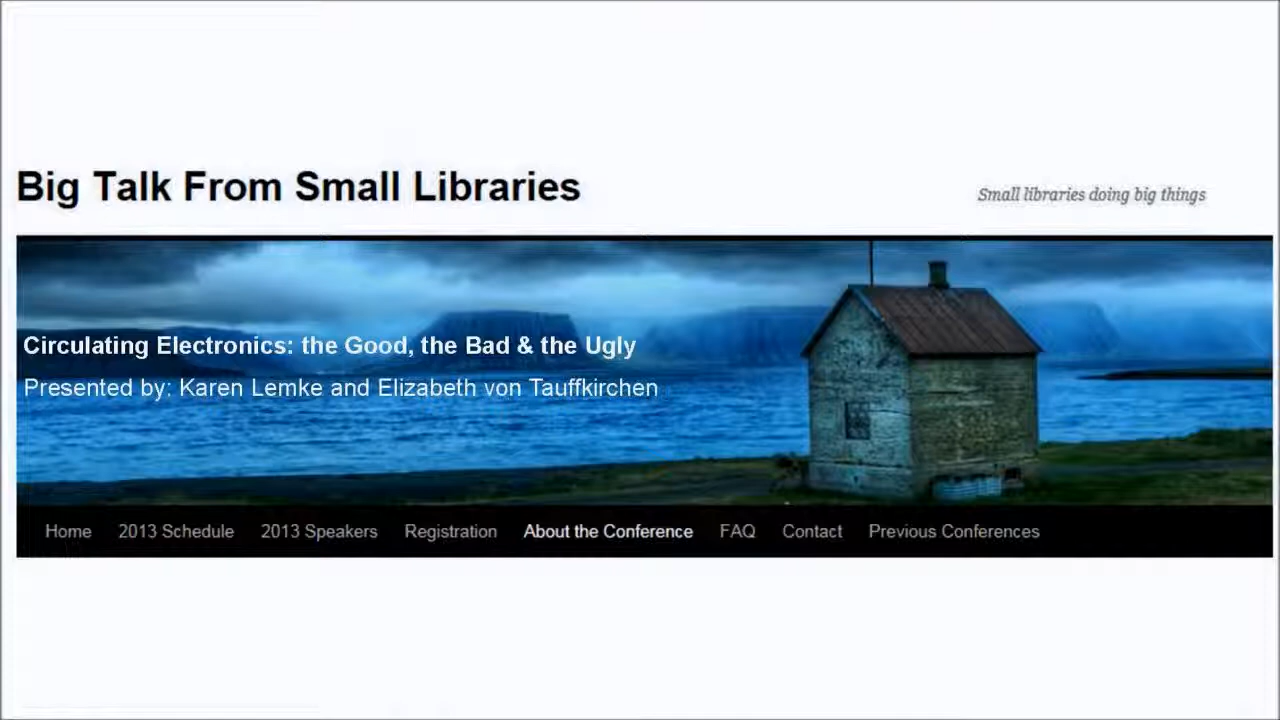 Big Talk From Small Libraries
Small libraries doing big things
Circulating Electronics: the Good, the Bad & the Ugly
Presented by: Karen Lemke and Elizabeth von Tauffkirchen
Home 2013 Schedule 2013 Speakers Registration About the Conference FAQ Contact Previous Conferences